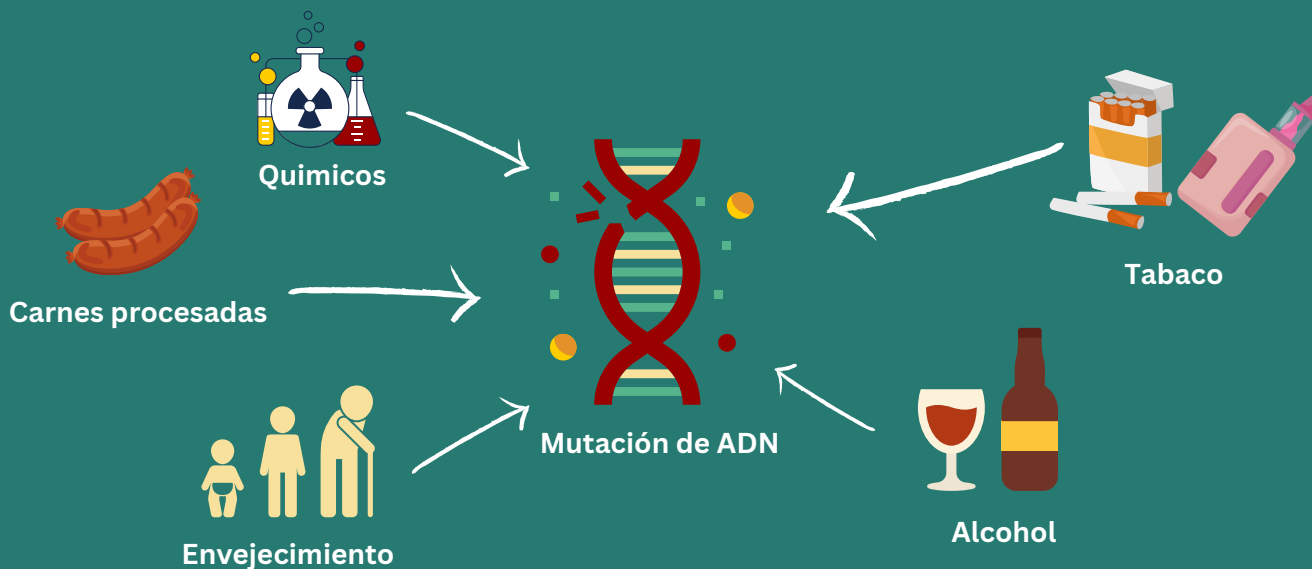 Quimicos
Carnes procesadas
Envejecimiento
Mutación de ADN
Tabaco
Alcohol